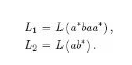 L₁ = L (a*baa*),
L₂ = L (ab*).